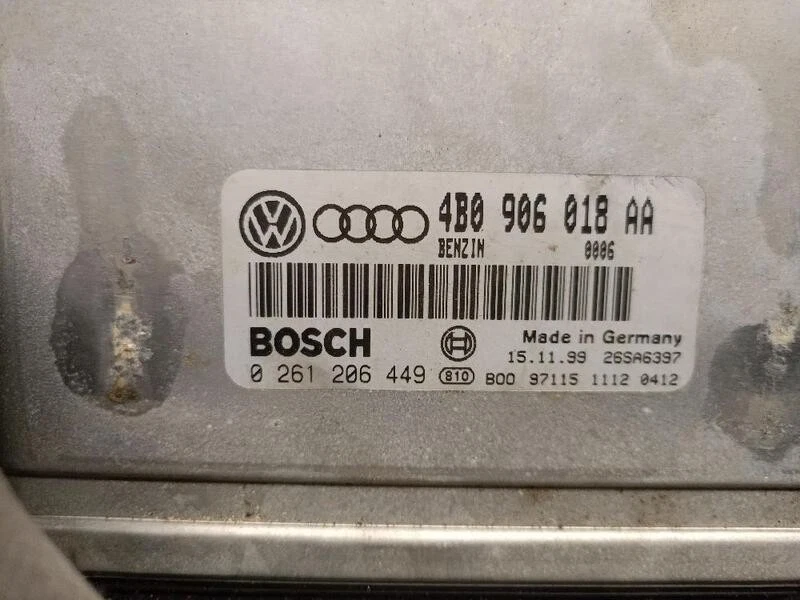 4B0 906 018 AA
BENZIN 0006
BOSCH
Made in Germany
15.11.99 26SA6397
0 261 206 449 810 B00 97115 1112 0412